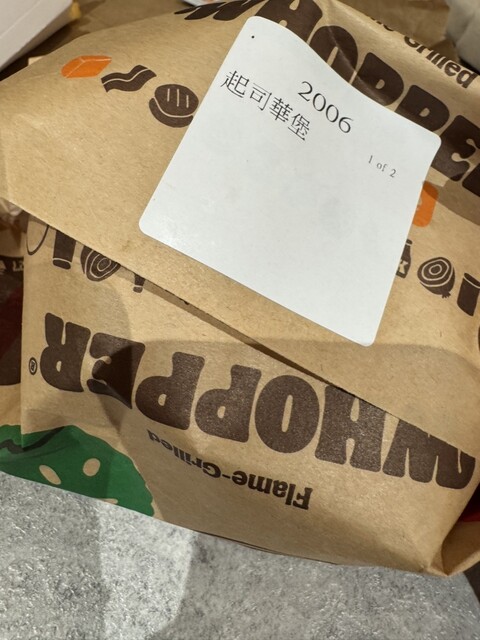 WHOPPER
Flame-Grilled
2006
起司華堡
1 of 2
WHOPPER®
Flame-Grilled